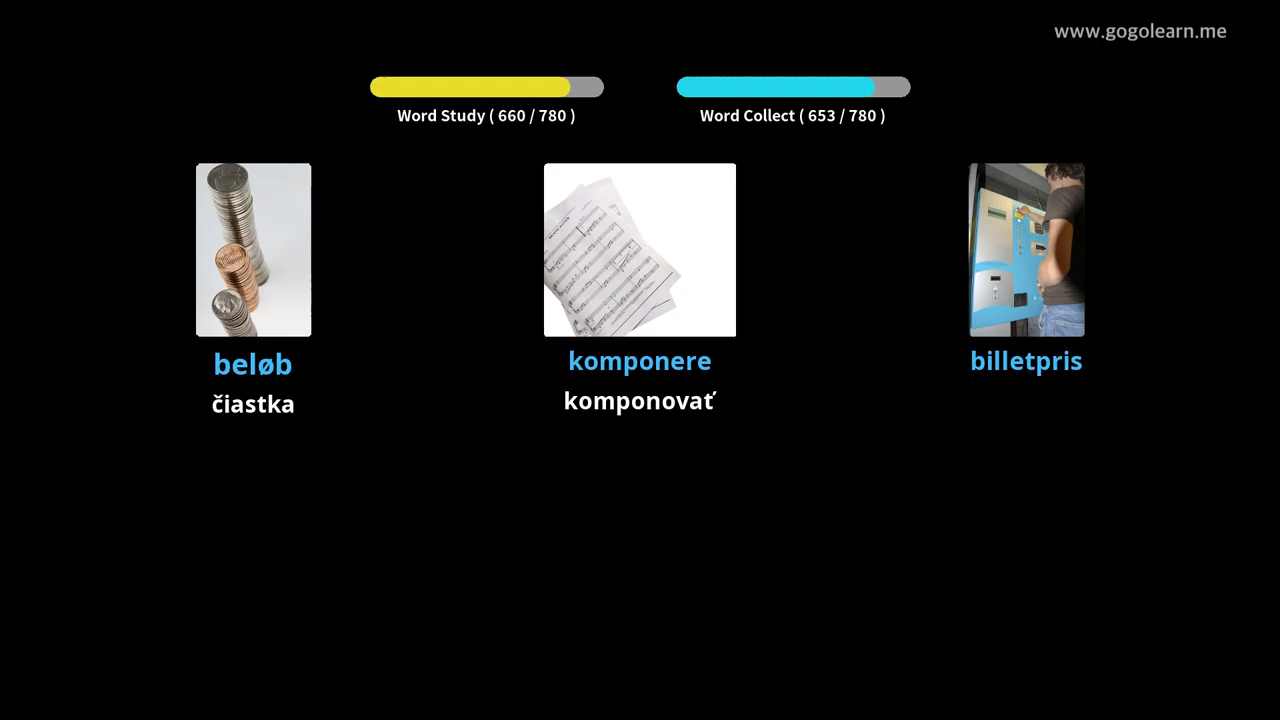 www.gogolearn.me
Word Study ( 660 / 780 )
Word Collect ( 653 / 780 )
beløb
čiastka
komponere
komponovať
billetpris